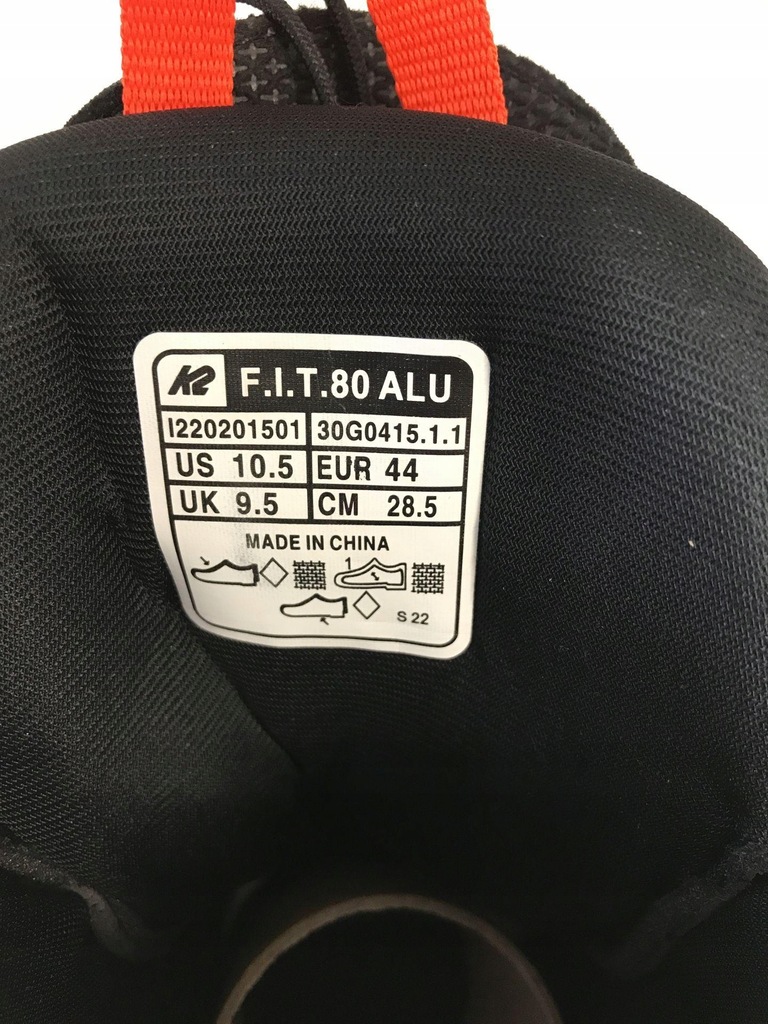 K2 F.I.T.80 ALU
I220201501 30G0415.1.1
US 10.5 EUR 44
UK 9.5 CM 28.5
MADE IN CHINA
1
S 22